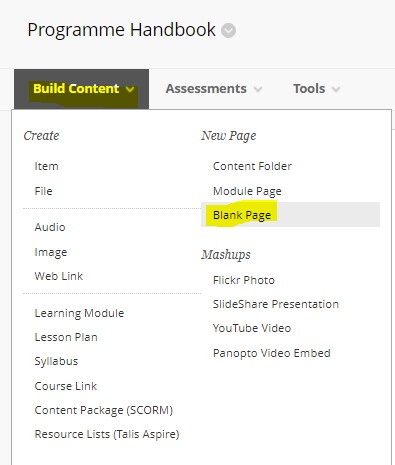 Programme Handbook
Build Content Assessments Tools
Create
Item
File
Audio
Image
Web Link
Learning Module
Lesson Plan
Syllabus
Course Link
Content Package (SCORM)
Resource Lists (Talis Aspire)
New Page
Content Folder
Module Page
Blank Page
Mashups
Flickr Photo
SlideShare Presentation
YouTube Video
Panopto Video Embed